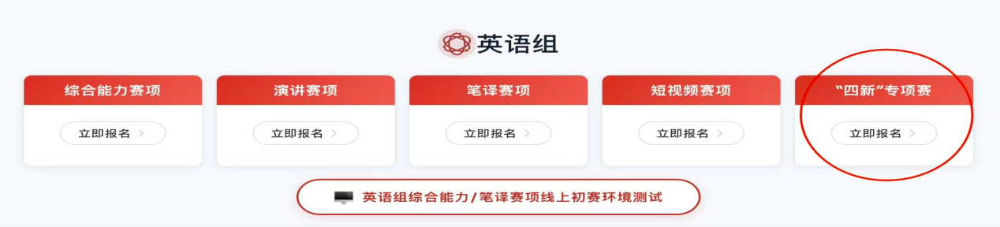 英语组
综合能力赛项
演讲赛项
笔译赛项
短视频赛项
“四新”专项赛
立即报名 >
立即报名 >
立即报名 >
立即报名 >
立即报名 >
英语组综合能力/笔译赛项线上初赛环境测试